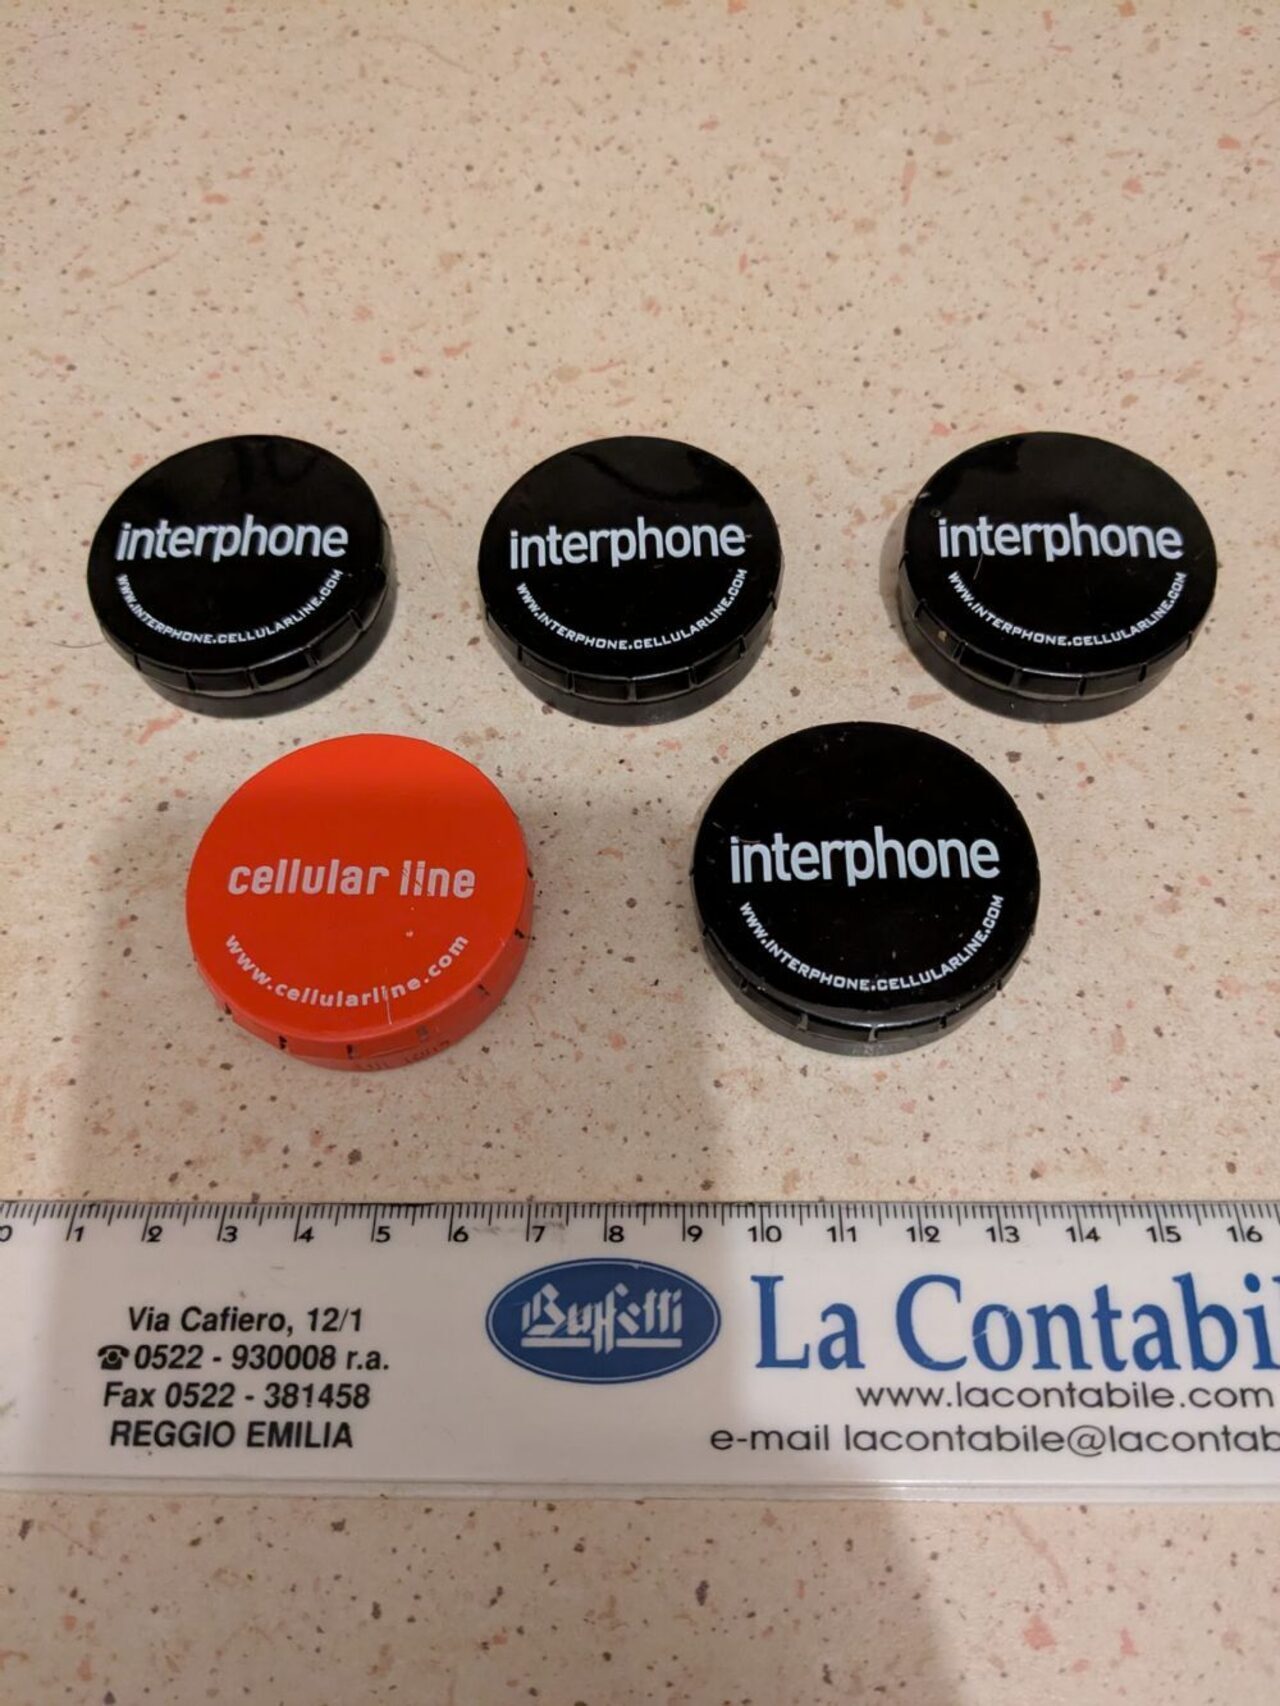 interphone
WWW.INTERPHONE.CELLULARLINE.COM
interphone
WWW.INTERPHONE.CELLULARLINE.COM
interphone
WWW.INTERPHONE.CELLULARLINE.COM
cellular line
www.cellularline.com
interphone
WWW.INTERPHONE.CELLULARLINE.COM
0 1 2 3 4 5 6 7 8 9 10 11 12 13 14 15 16
Via Cafiero, 12/1
☎0522 - 930008 r.a.
Fax 0522 - 381458
REGGIO EMILIA
Buffetti
La Contabi
www.lacontabile.com
e-mail lacontabile@lacontab